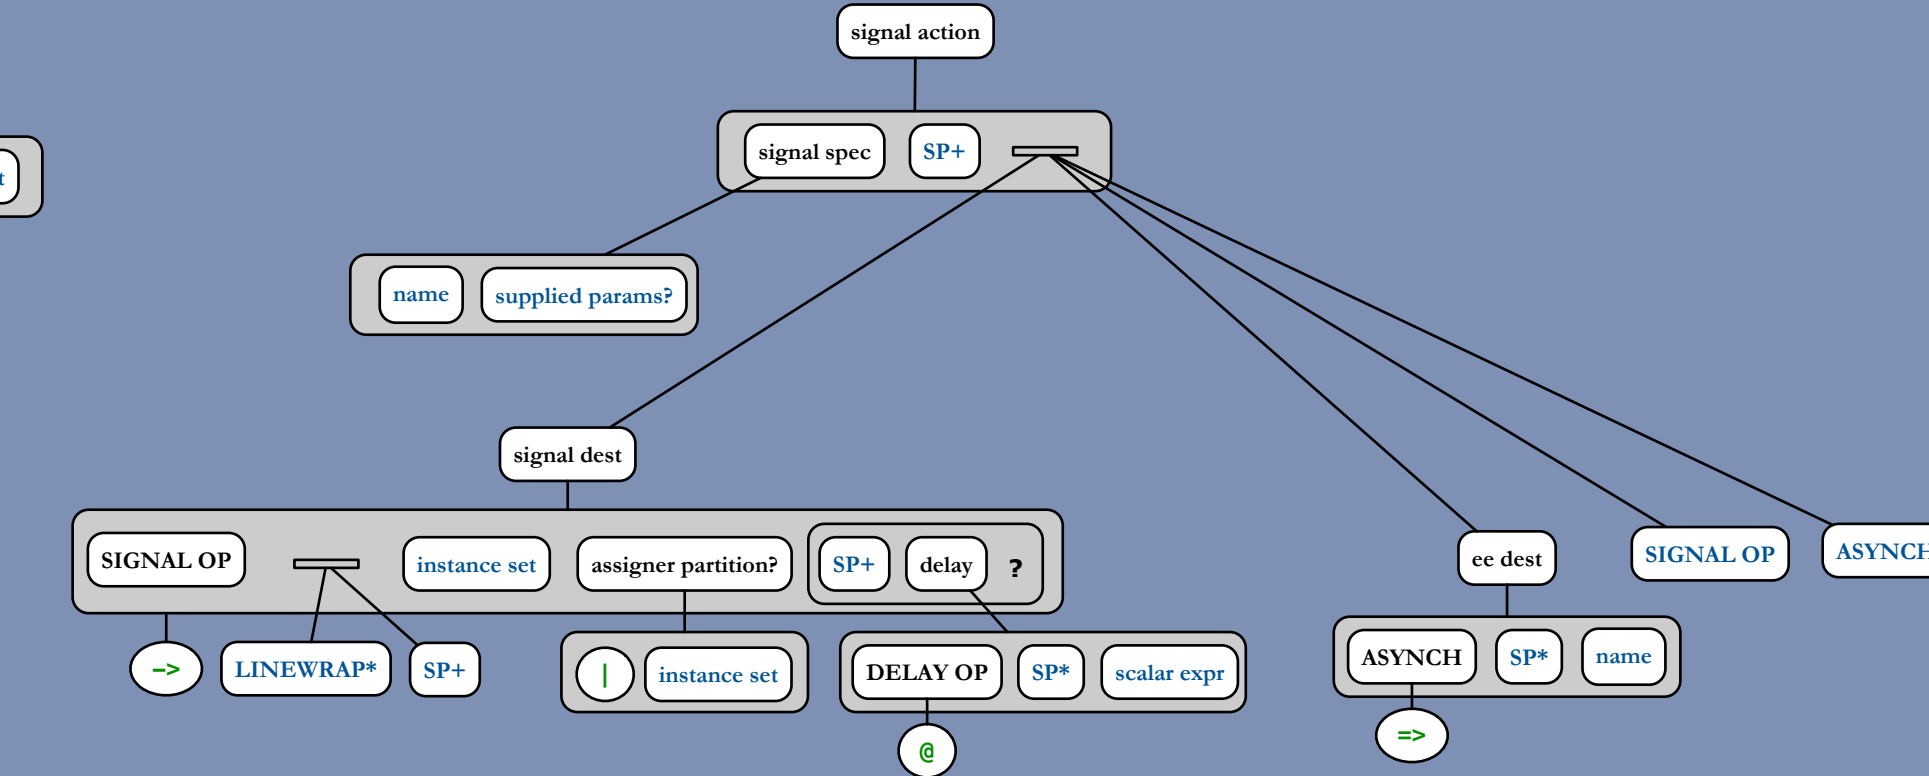 signal action
signal spec
SP+
t
name
supplied params?
signal dest
SIGNAL OP
instance set
assigner partition?
SP+
delay
?
ee dest
SIGNAL OP
ASYNCH
->
LINEWRAP*
SP+
|
instance set
DELAY OP
SP*
scalar expr
ASYNCH
SP*
name
@
=>